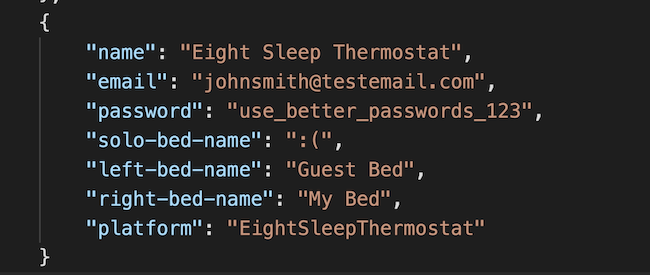 },
{
"name": "Eight Sleep Thermostat",
"email": "johnsmith@testemail.com",
"password": "use_better_passwords_123",
"solo-bed-name": ":(",
"left-bed-name": "Guest Bed",
"right-bed-name": "My Bed",
"platform": "EightSleepThermostat"
}